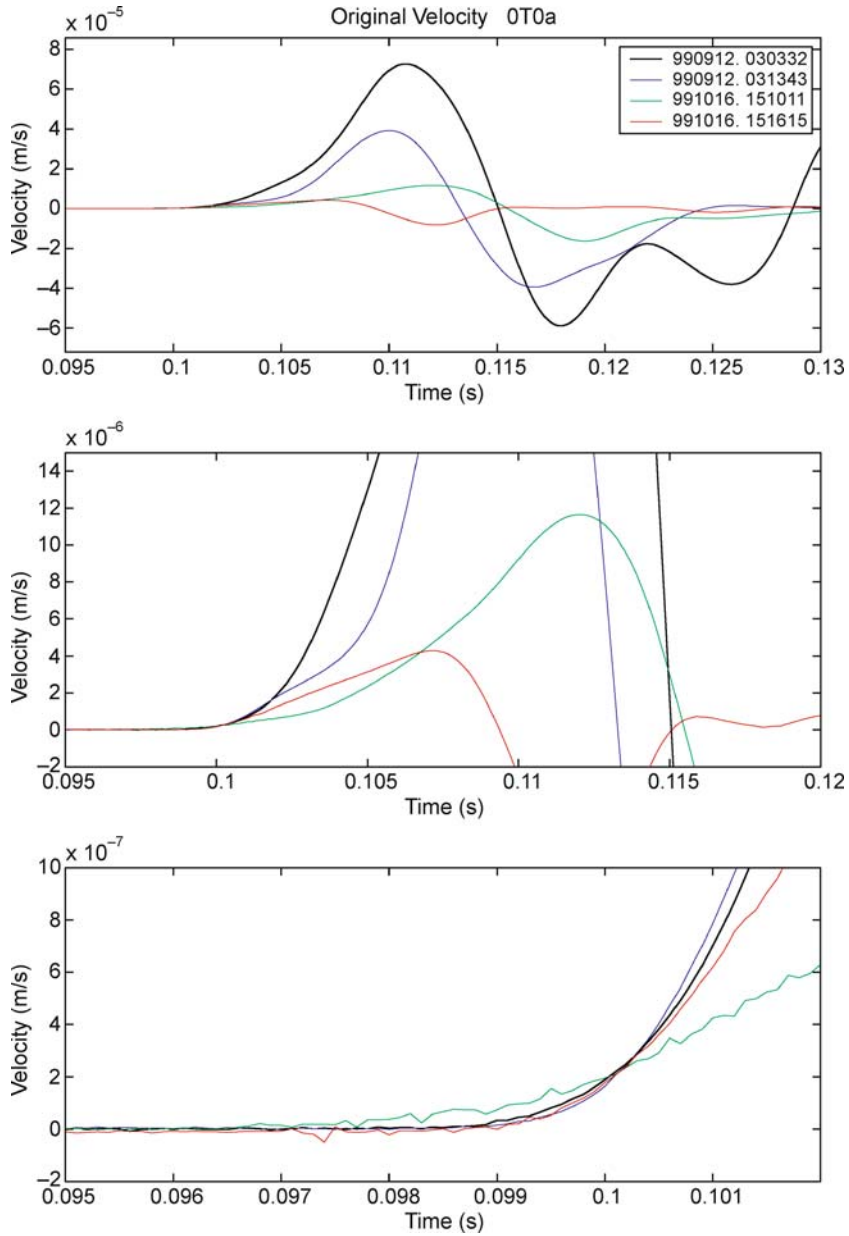 Original Velocity 0T0a
x 10⁻⁵
8
6
4
2
0
−2
−4
−6
Velocity (m/s)
990912. 030332
990912. 031343
991016. 151011
991016. 151615
0.095 0.1 0.105 0.11 0.115 0.12 0.125 0.13
Time (s)
x 10⁻⁶
14
12
10
8
6
4
2
0
−2
Velocity (m/s)
0.095 0.1 0.105 0.11 0.115 0.12
Time (s)
x 10⁻⁷
10
8
6
4
2
0
−2
Velocity (m/s)
0.095 0.096 0.097 0.098 0.099 0.1 0.101
Time (s)